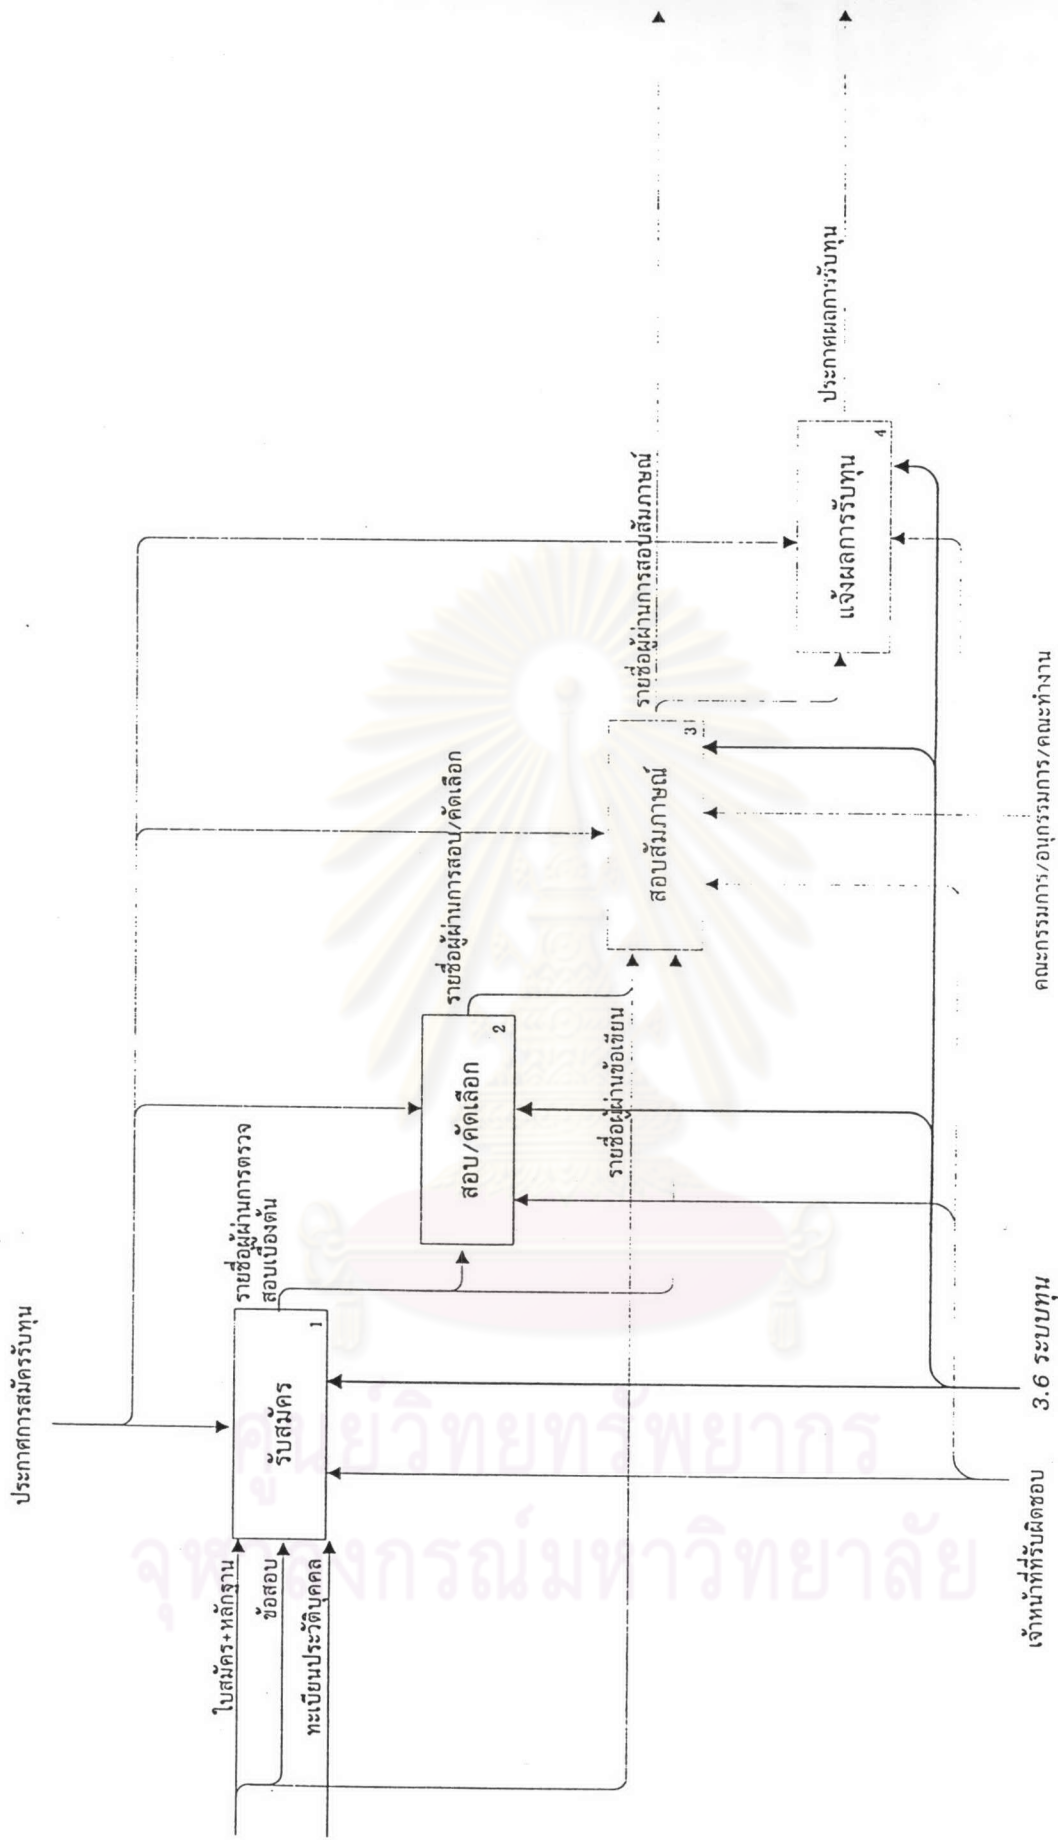 ประกาศการสมัครรับทุน
ใบสมัคร+หลักฐาน
ข้อสอบ
ทะเบียนประวัติบุคคล
รับสมัคร
1
รายชื่อผู้ผ่านการตรวจ
สอบเบื้องต้น
สอบ/คัดเลือก
2
รายชื่อผู้ผ่านการสอบ/คัดเลือก
รายชื่อผู้ผ่านข้อเขียน
สอบสัมภาษณ์
3
รายชื่อผู้ผ่านการสอบสัมภาษณ์
แจ้งผลการรับทุน
4
ประกาศผลการรับทุน
เจ้าหน้าที่ที่รับผิดชอบ
3.6 ระบบทุน
คณะกรรมการ/อนุกรรมการ/คณะทำงาน
ศูนย์วิทยทรัพยากร
จุฬาลงกรณ์มหาวิทยาลัย